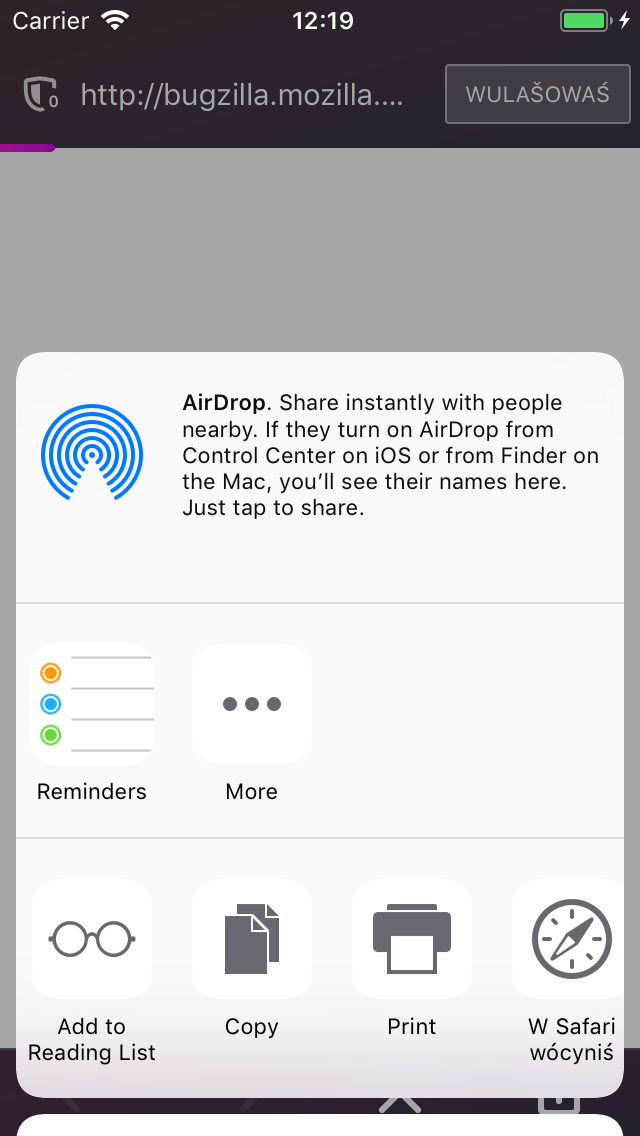 Carrier 12:19
0 http://bugzilla.mozilla.... WULAŠOWAŚ
AirDrop. Share instantly with people
nearby. If they turn on AirDrop from
Control Center on iOS or from Finder on
the Mac, you’ll see their names here.
Just tap to share.
Reminders More
Add to Reading List Copy Print W Safari wócyniś